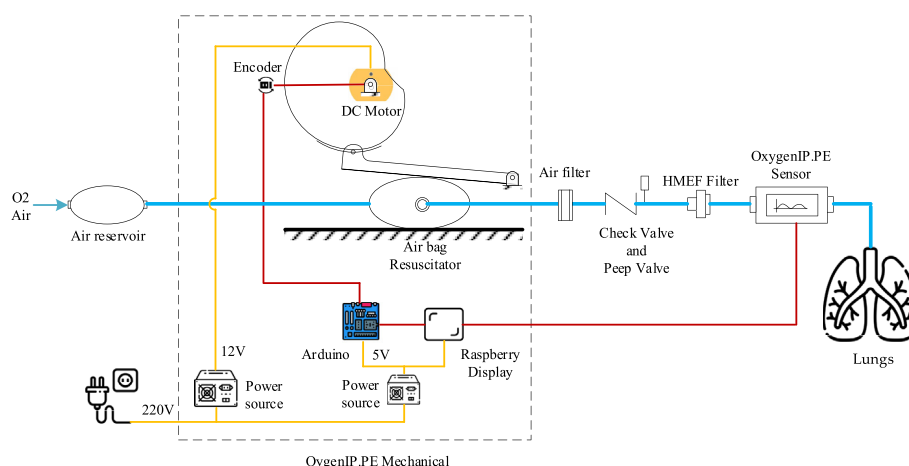 Encoder
DC Motor
O2
Air
Air reservoir
Air bag
Resuscitator
Air filter
Check Valve
and
Peep Valve
HMEF Filter
OxygenIP.PE
Sensor
Lungs
12V
Power
source
Arduino
5V
Power
source
Raspberry
Display
220V
OvgenIP.PE Mechanical